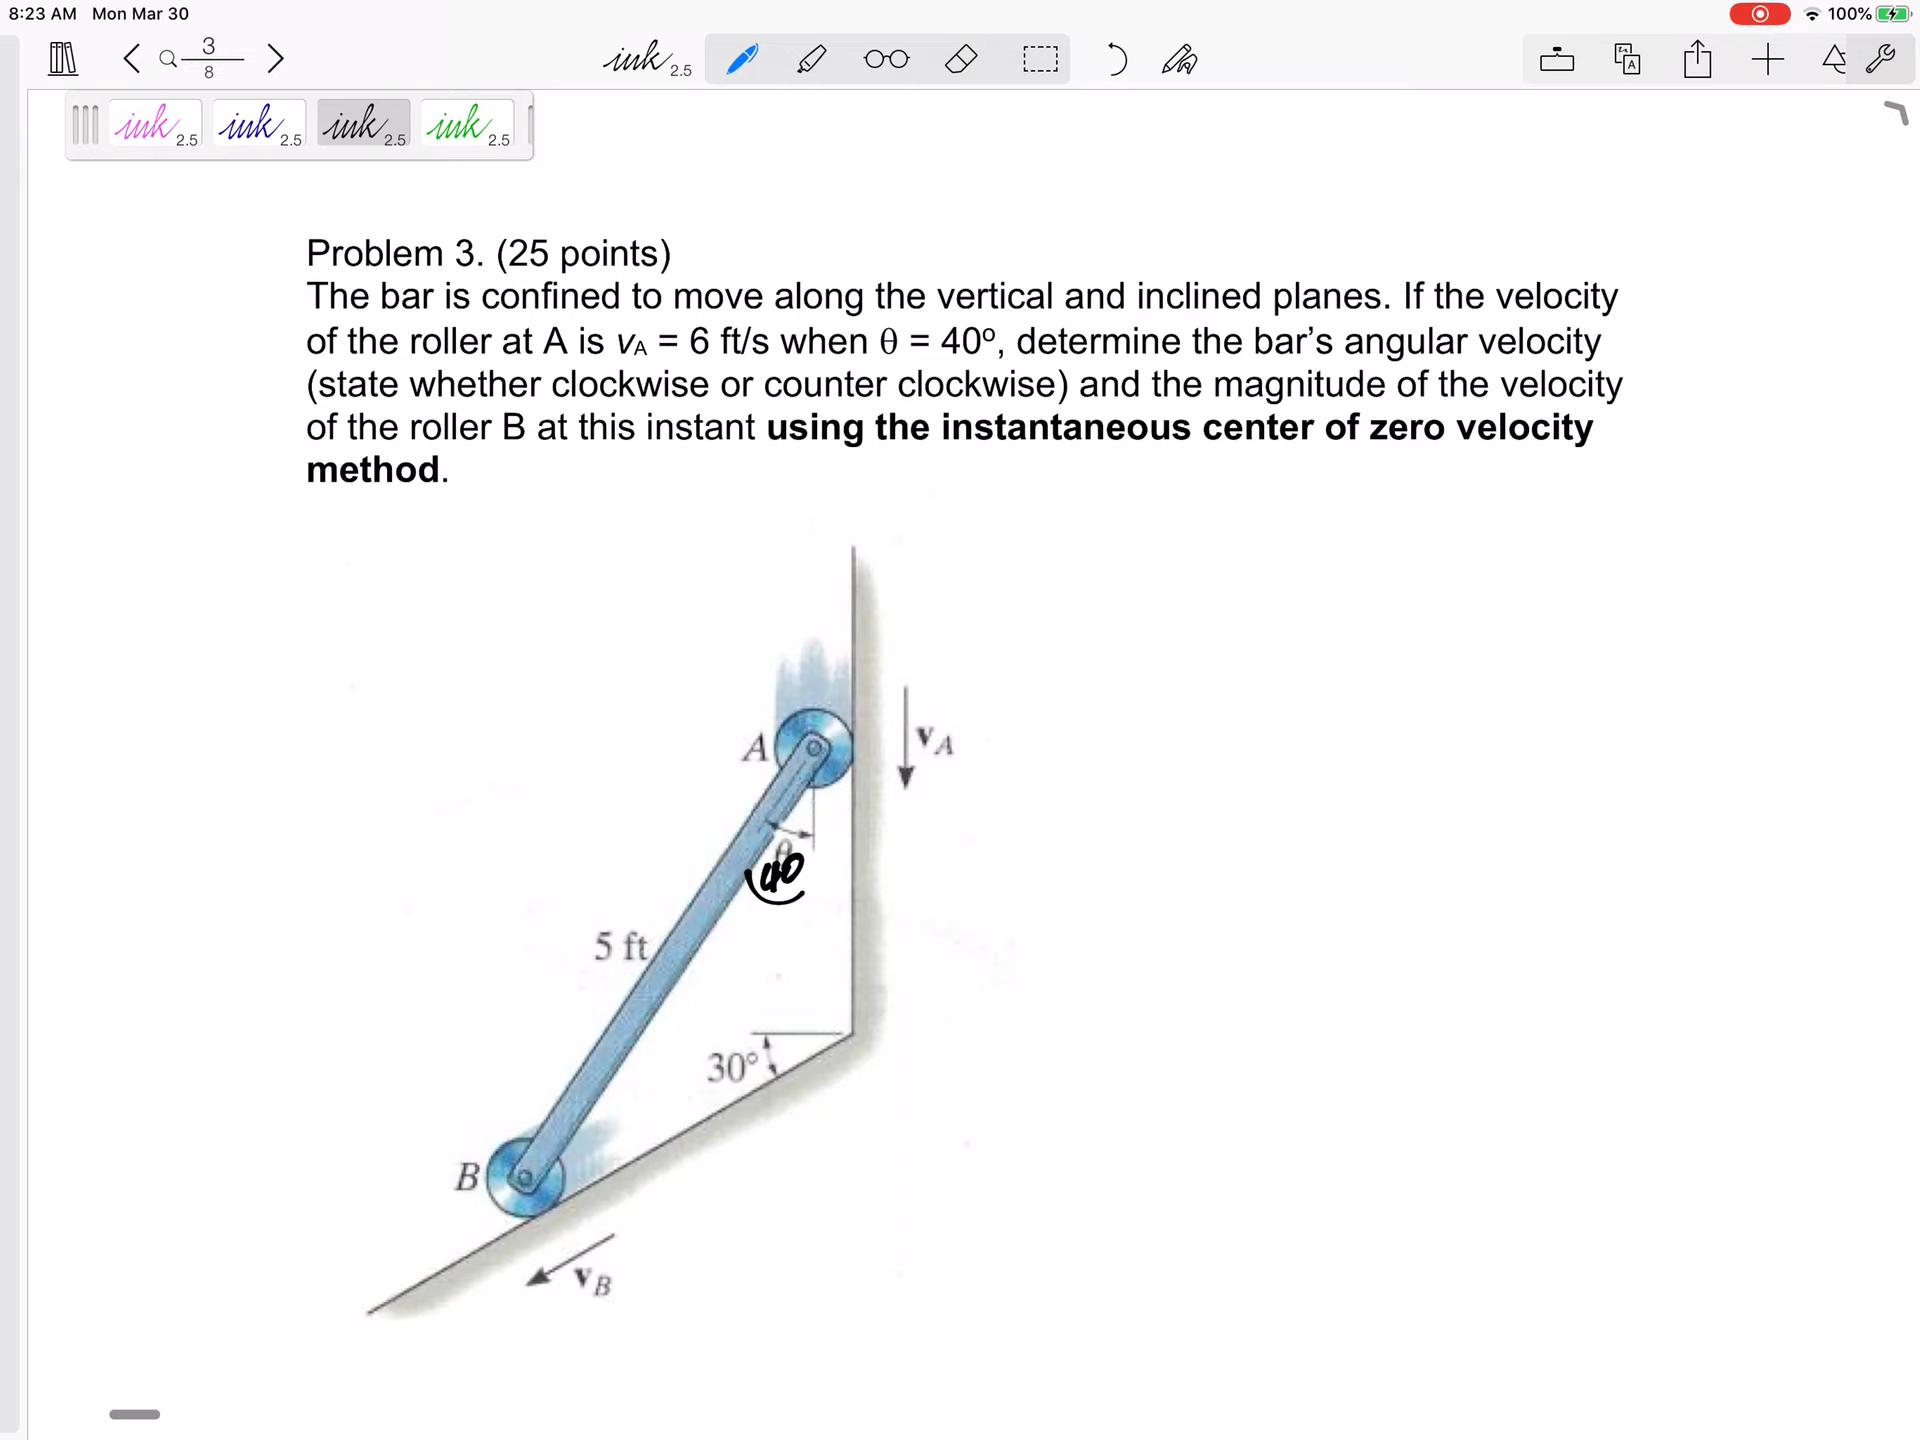 8:23 AM Mon Mar 30
100%
3
8
ink 2.5
ink 2.5
ink 2.5
ink 2.5
ink 2.5
Problem 3. (25 points)
The bar is confined to move along the vertical and inclined planes. If the velocity
of the roller at A is vA = 6 ft/s when θ = 40º, determine the bar’s angular velocity
(state whether clockwise or counter clockwise) and the magnitude of the velocity
of the roller B at this instant using the instantaneous center of zero velocity
method.
A
vA
θ
40
5 ft
30°
B
vB